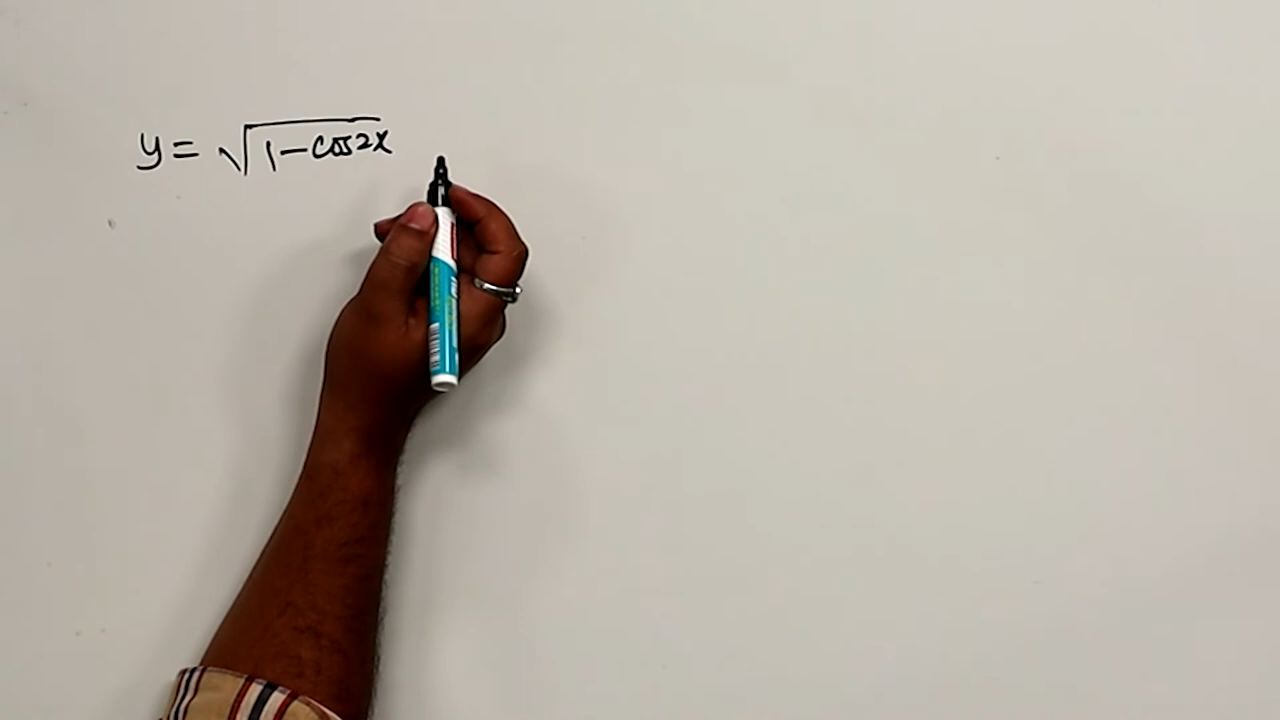 y = √(1-cos2x)